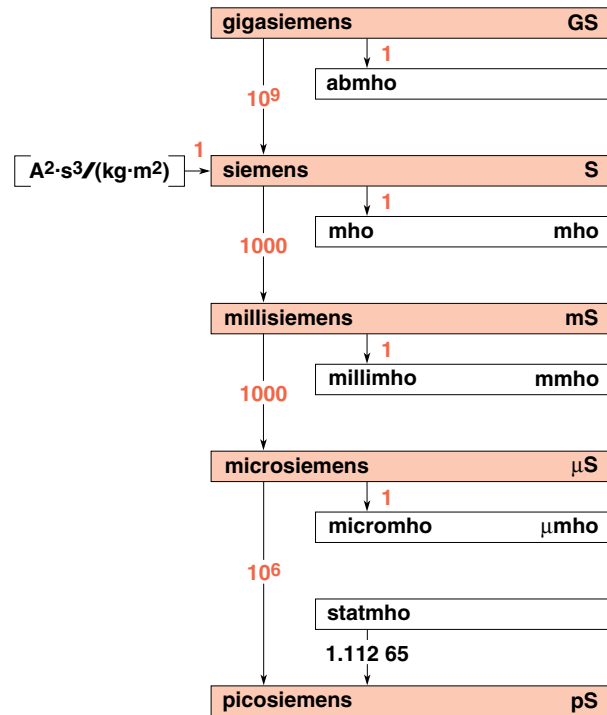 gigasiemens GS
1
abmho
10⁹
1
[A²·s³/(kg·m²)]
siemens S
1
mho mho
1000
millisiemens mS
1
millimho mmho
1000
microsiemens μS
1
micromho μmho
10⁶
statmho
1.112 65
picosiemens pS